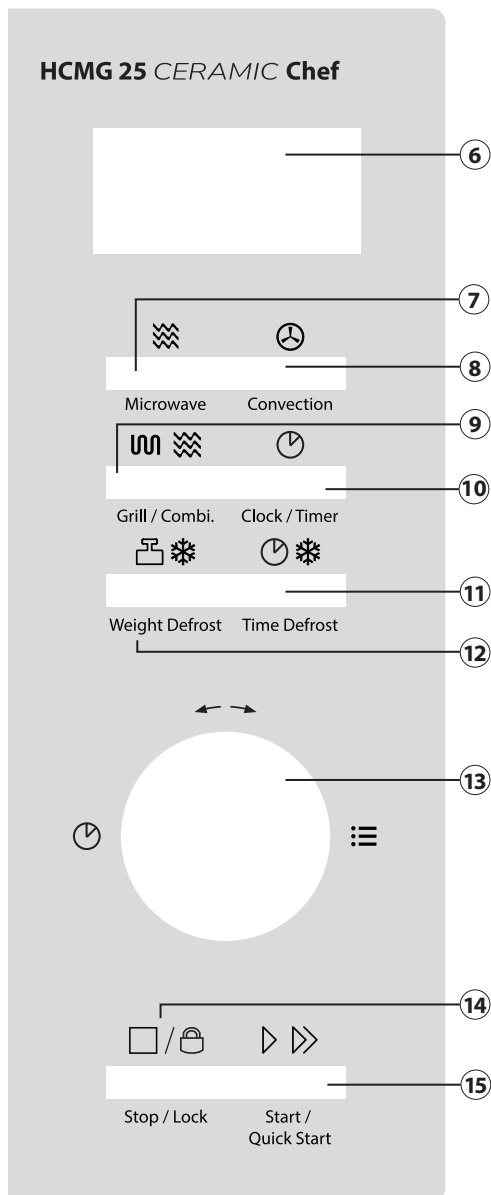 HCMG 25 CERAMIC Chef
6
7
8
Microwave Convection
9
10
Grill / Combi. Clock / Timer
11
Weight Defrost Time Defrost
12
13
14
15
Stop / Lock Start /
Quick Start